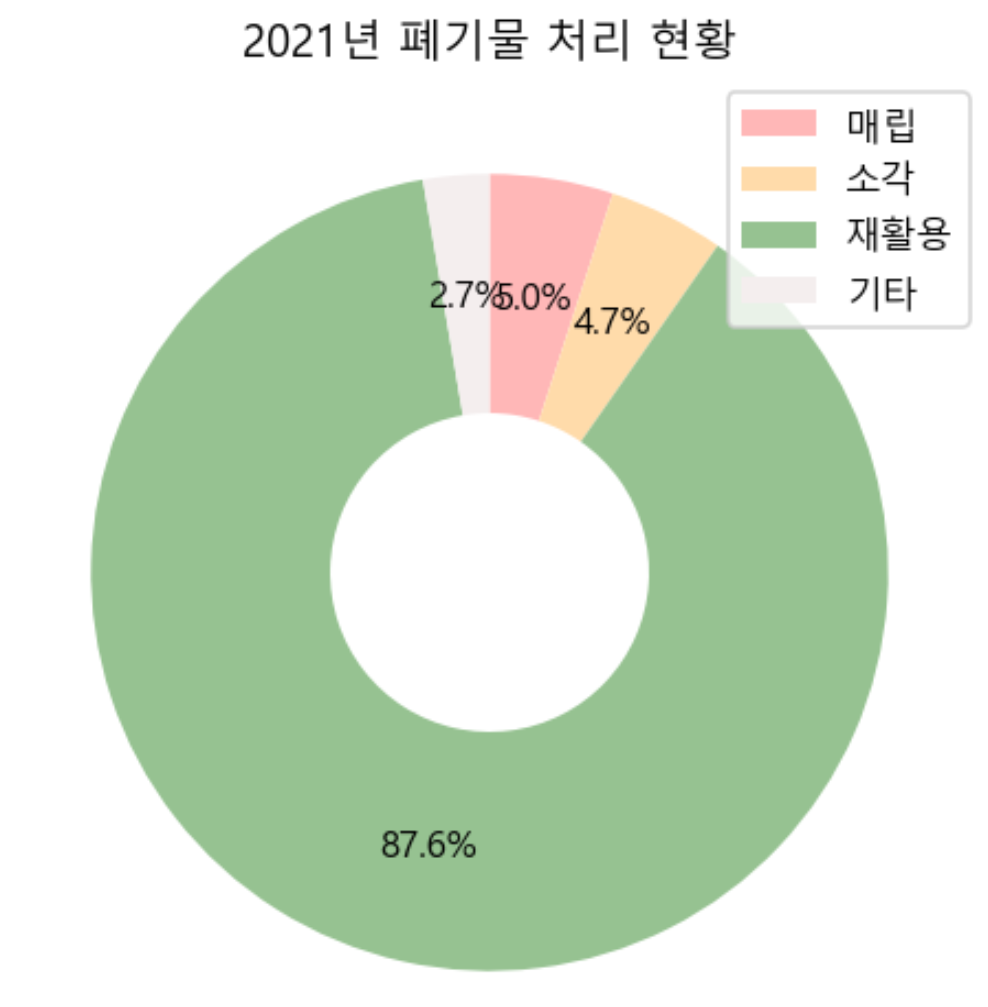 2021년 폐기물 처리 현황
매립
소각
재활용
기타
2.7%
5.0%
4.7%
87.6%